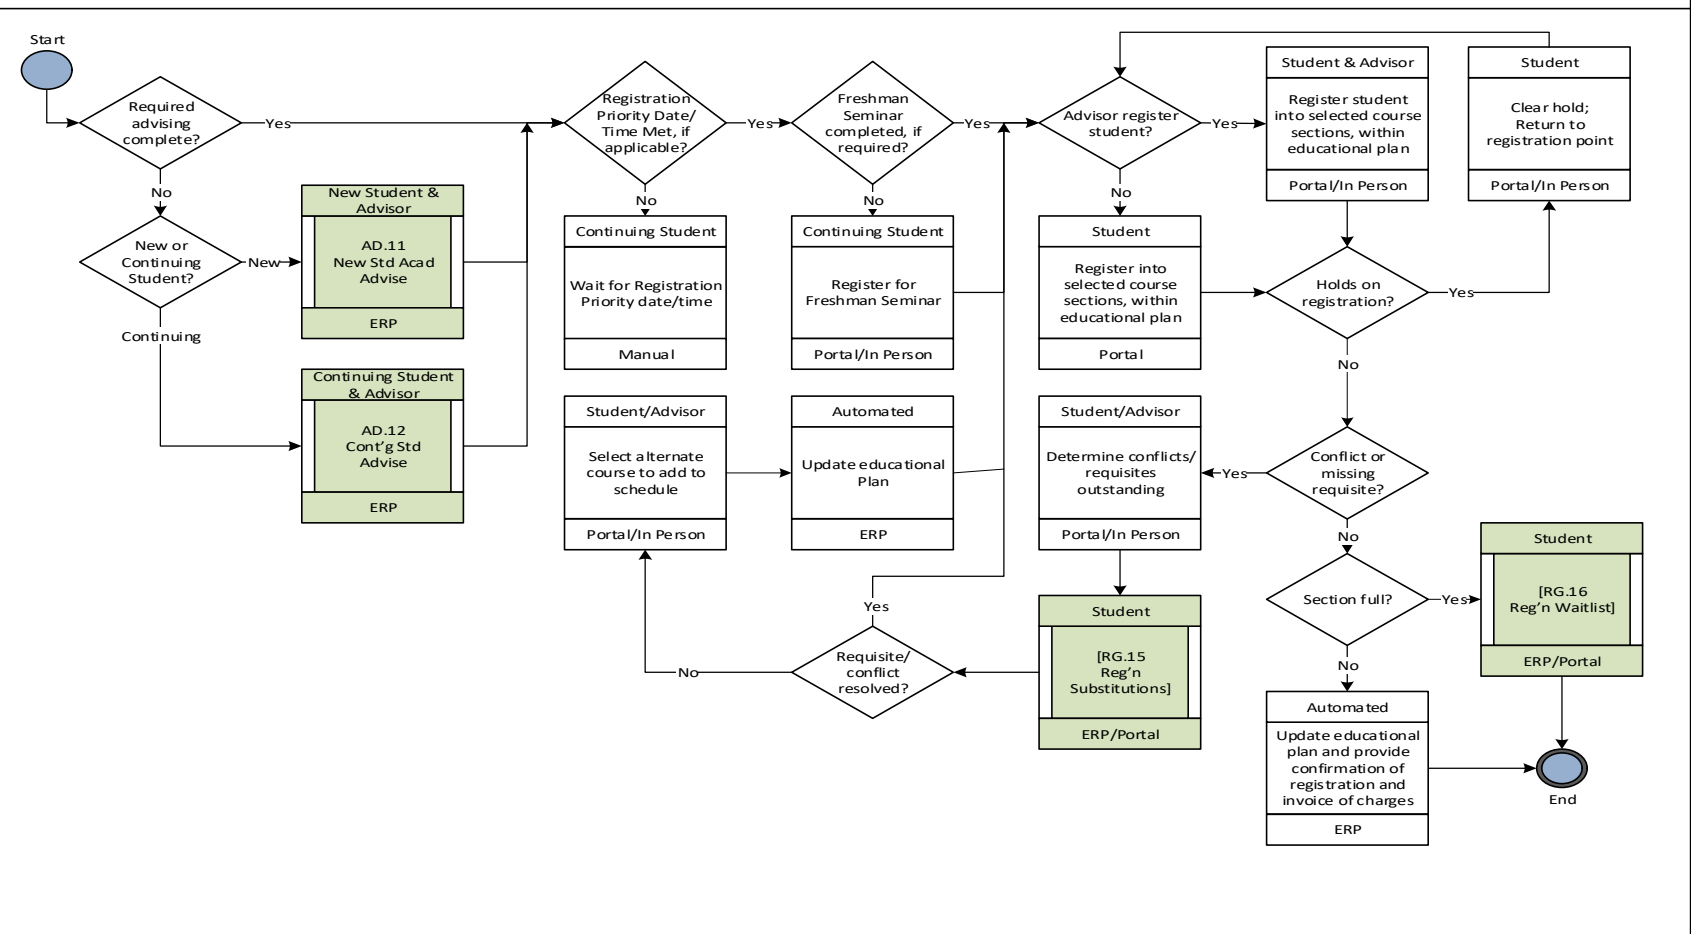 Start
Required
advising
complete?
Yes
No
New or
Continuing
Student?
New
Continuing
New Student &
Advisor
AD.11
New Std Acad
Advise
ERP
Continuing Student
& Advisor
AD.12
Cont'g Std
Advise
ERP
Registration
Priority Date/
Time Met, if
applicable?
Yes
No
Continuing Student
Wait for Registration
Priority date/time
Manual
Freshman
Seminar
completed, if
required?
Yes
No
Continuing Student
Register for
Freshman Seminar
Portal/In Person
Advisor register
student?
Yes
No
Student
Register into
selected course
sections, within
educational plan
Portal
Student & Advisor
Register student
into selected course
sections, within
educational plan
Portal/In Person
Student
Clear hold;
Return to
registration point
Portal/In Person
Holds on
registration?
Yes
No
Conflict or
missing
requisite?
Yes
No
Student/Advisor
Determine conflicts/
requisites
outstanding
Portal/In Person
Student
[RG.15
Reg'n
Substitutions]
ERP/Portal
Requisite/
conflict
resolved?
Yes
No
Student/Advisor
Select alternate
course to add to
schedule
Portal/In Person
Automated
Update educational
Plan
ERP
Section full?
Yes
No
Student
[RG.16
Reg'n Waitlist]
ERP/Portal
Automated
Update educational
plan and provide
confirmation of
registration and
invoice of charges
ERP
End